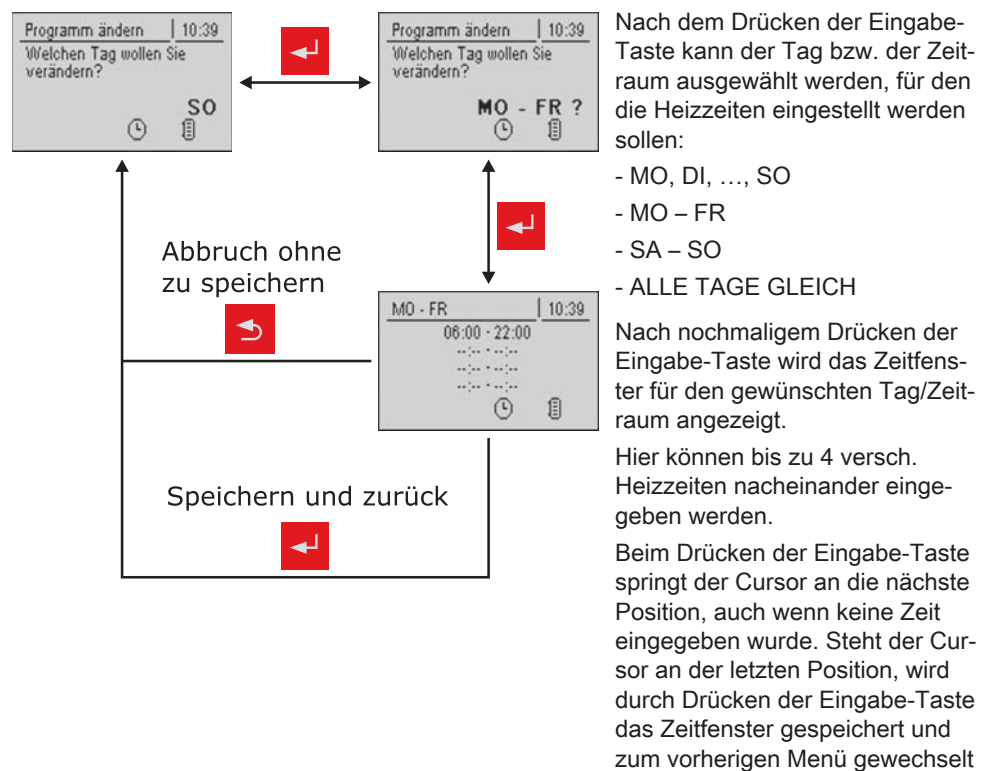 Programm ändern 10:39
Welchen Tag wollen Sie
verändern?
SO
Programm ändern 10:39
Welchen Tag wollen Sie
verändern?
MO - FR ?
Abbruch ohne
zu speichern
MO - FR 10:39
06:00 - 22:00
--:-- - --:--
--:-- - --:--
--:-- - --:--
Speichern und zurück
Nach dem Drücken der Eingabe-
Taste kann der Tag bzw. der Zeit-
raum ausgewählt werden, für den
die Heizzeiten eingestellt werden
sollen:
- MO, DI, …, SO
- MO – FR
- SA – SO
- ALLE TAGE GLEICH
Nach nochmaligem Drücken der
Eingabe-Taste wird das Zeitfens-
ter für den gewünschten Tag/Zeit-
raum angezeigt.
Hier können bis zu 4 versch.
Heizzeiten nacheinander einge-
geben werden.
Beim Drücken der Eingabe-Taste
springt der Cursor an die nächste
Position, auch wenn keine Zeit
eingegeben wurde. Steht der Cur-
sor an der letzten Position, wird
durch Drücken der Eingabe-Taste
das Zeitfenster gespeichert und
zum vorherigen Menü gewechselt